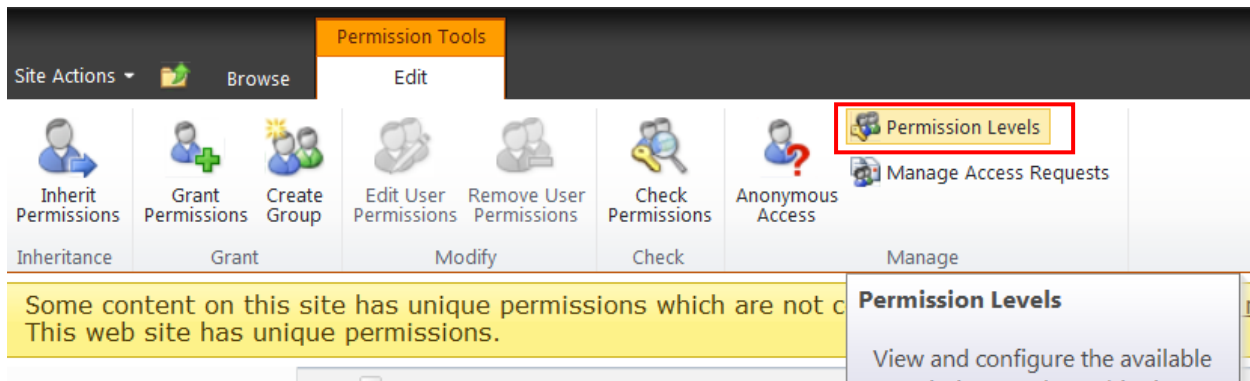 Permission Tools
Site Actions
Browse
Edit
Inherit
Permissions
Grant
Permissions
Create
Group
Edit User
Permissions
Remove User
Permissions
Check
Permissions
Anonymous
Access
Permission Levels
Manage Access Requests
Inheritance
Grant
Modify
Check
Manage
Some content on this site has unique permissions which are not c
This web site has unique permissions.
Permission Levels
View and configure the available